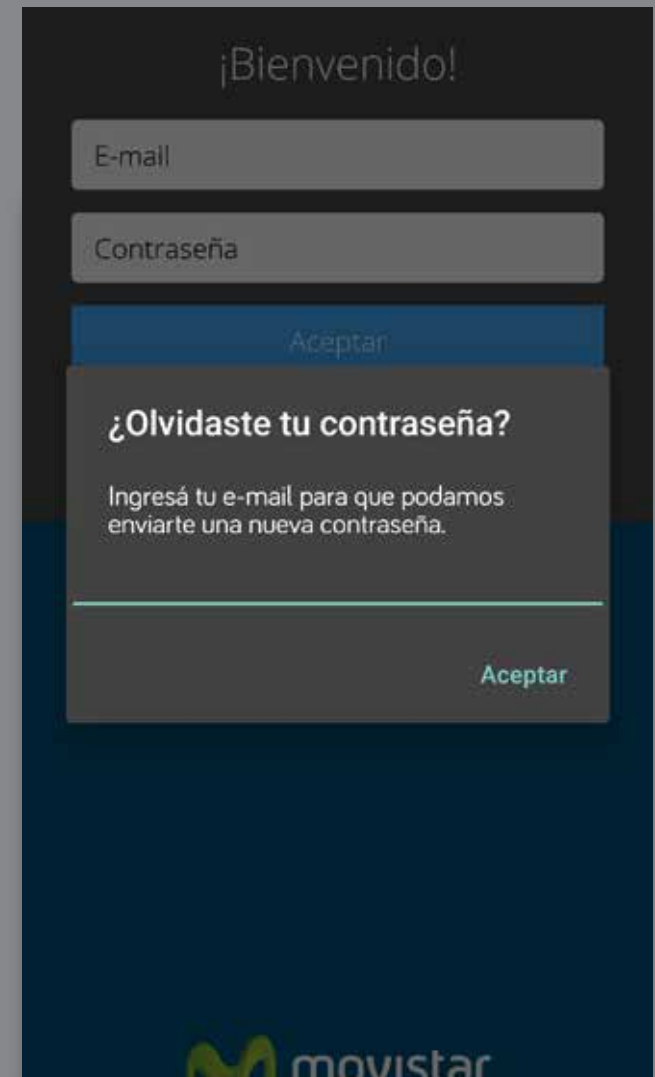 ¡Bienvenido!
E-mail
Contraseña
Aceptar
¿Olvidaste tu contraseña?
Ingresá tu e-mail para que podamos
enviarte una nueva contraseña.
Aceptar
movistar